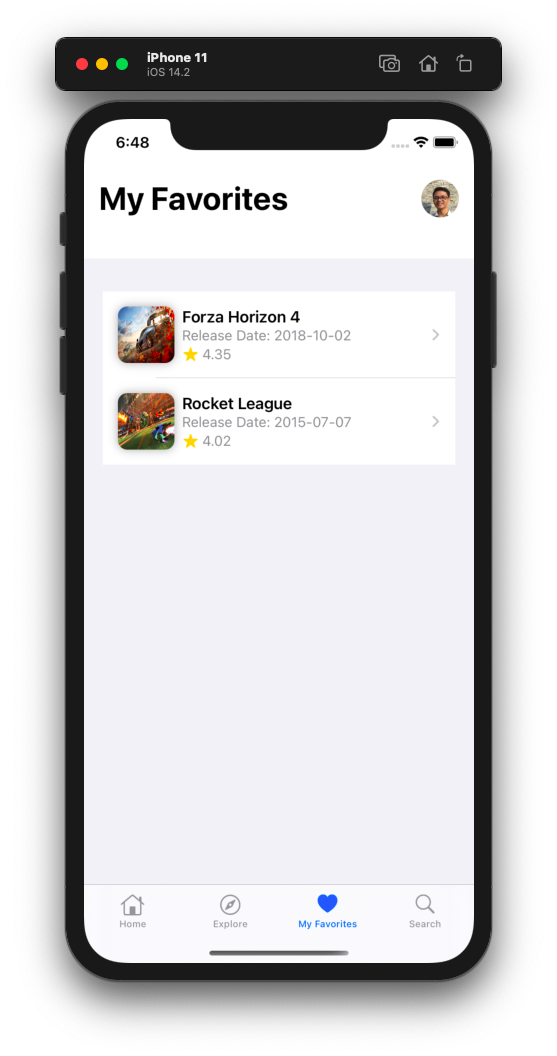 iPhone 11
iOS 14.2
6:48
My Favorites
Forza Horizon 4
Release Date: 2018-10-02
4.35
Rocket League
Release Date: 2015-07-07
4.02
Home
Explore
My Favorites
Search